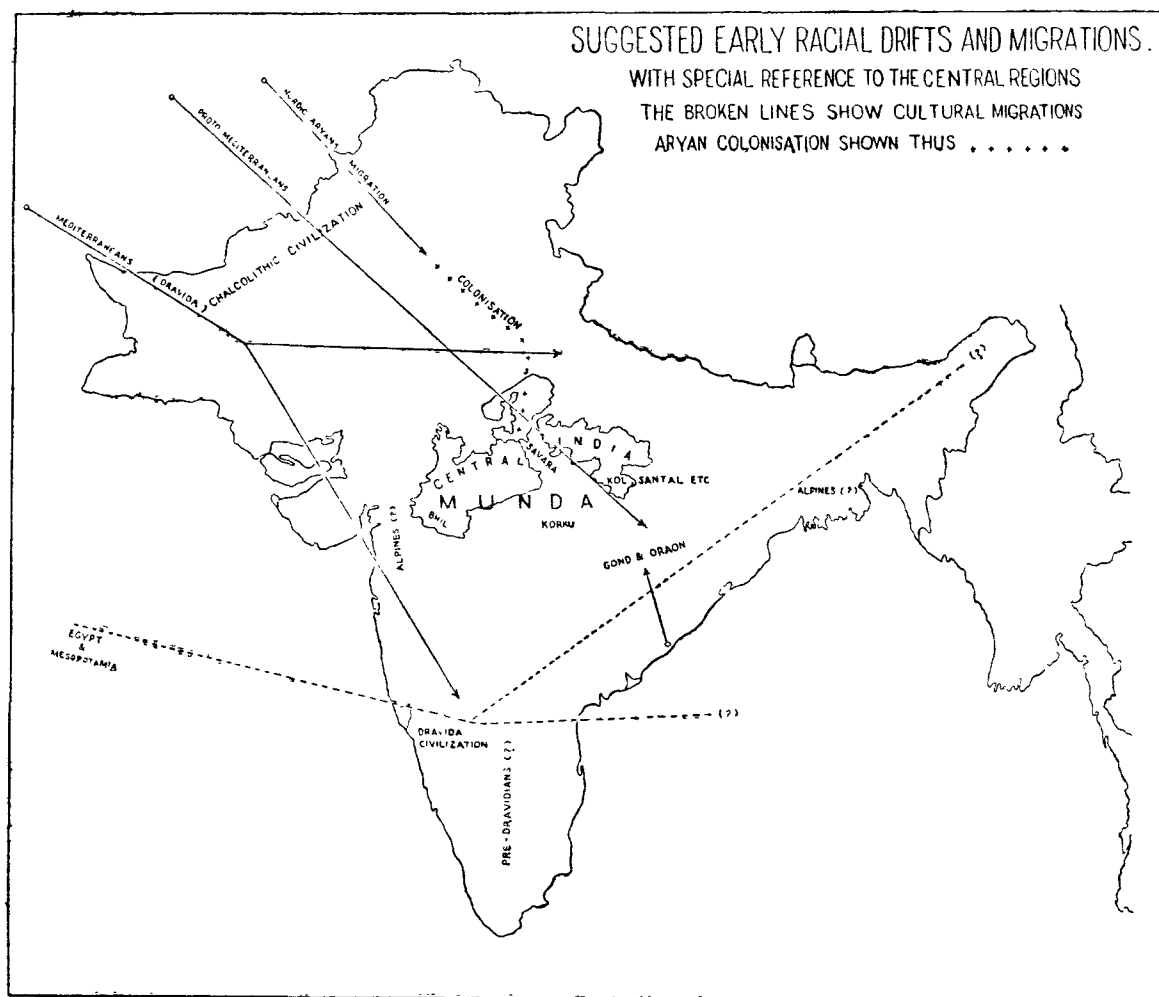 SUGGESTED EARLY RACIAL DRIFTS AND MIGRATIONS.
WITH SPECIAL REFERENCE TO THE CENTRAL REGIONS
THE BROKEN LINES SHOW CULTURAL MIGRATIONS
ARYAN COLONISATION SHOWN THUS . . . . . .
NORDIC ARYANS MIGRATION
PROTO MEDITERRANEANS
MEDITERRANEANS
(DRAVIDA)
CHALCOLITHIC CIVILIZATION
COLONISATION
(?)
INDIA
SAVARA
CENTRAL
KOL, SANTAL ETC
MUNDA
BHIL
KORKU
ALPINES (?)
ALPINES (?)
GOND & ORAON
EGYPT
&
MESOPOTAMIA
(?)
DRAVIDA
CIVILIZATION
PRE-DRAVIDIANS (?)